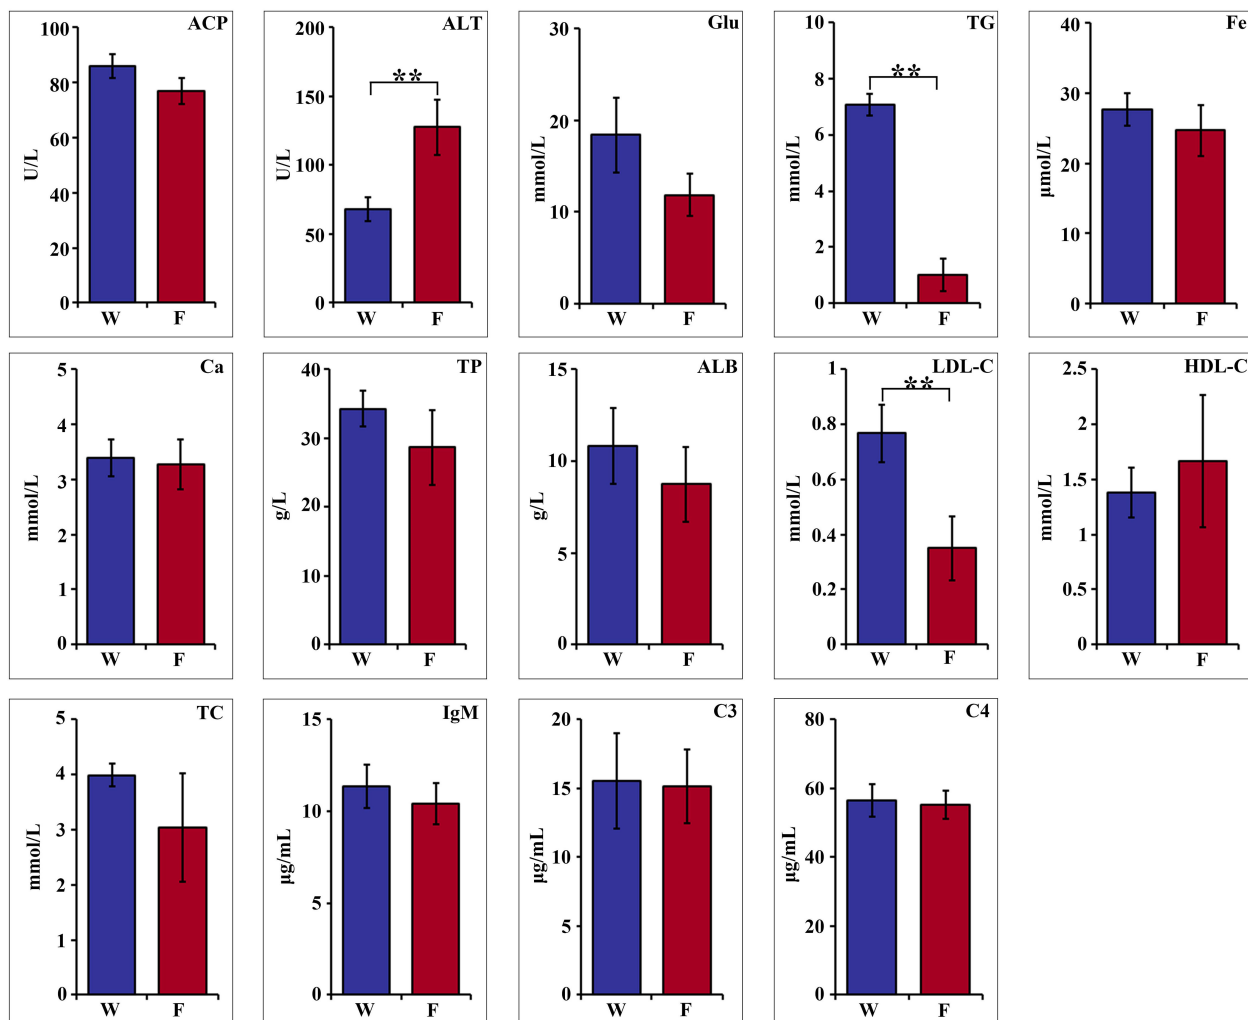 ACP
100
80
60
40
20
0
U/L
W F
ALT
200
150
100
50
0
U/L
**
W F
Glu
30
20
10
0
mmol/L
W F
TG
10
8
6
4
2
0
mmol/L
**
W F
Fe
40
30
20
10
0
µmol/L
W F
Ca
5
4
3
2
1
0
mmol/L
W F
TP
40
30
20
10
0
g/L
W F
ALB
15
10
5
0
g/L
W F
LDL-C
1
0.8
0.6
0.4
0.2
0
mmol/L
**
W F
HDL-C
2.5
2
1.5
1
0.5
0
mmol/L
W F
TC
5
4
3
2
1
0
mmol/L
W F
IgM
15
10
5
0
µg/mL
W F
C3
20
15
10
5
0
µg/mL
W F
C4
80
60
40
20
0
µg/mL
W F